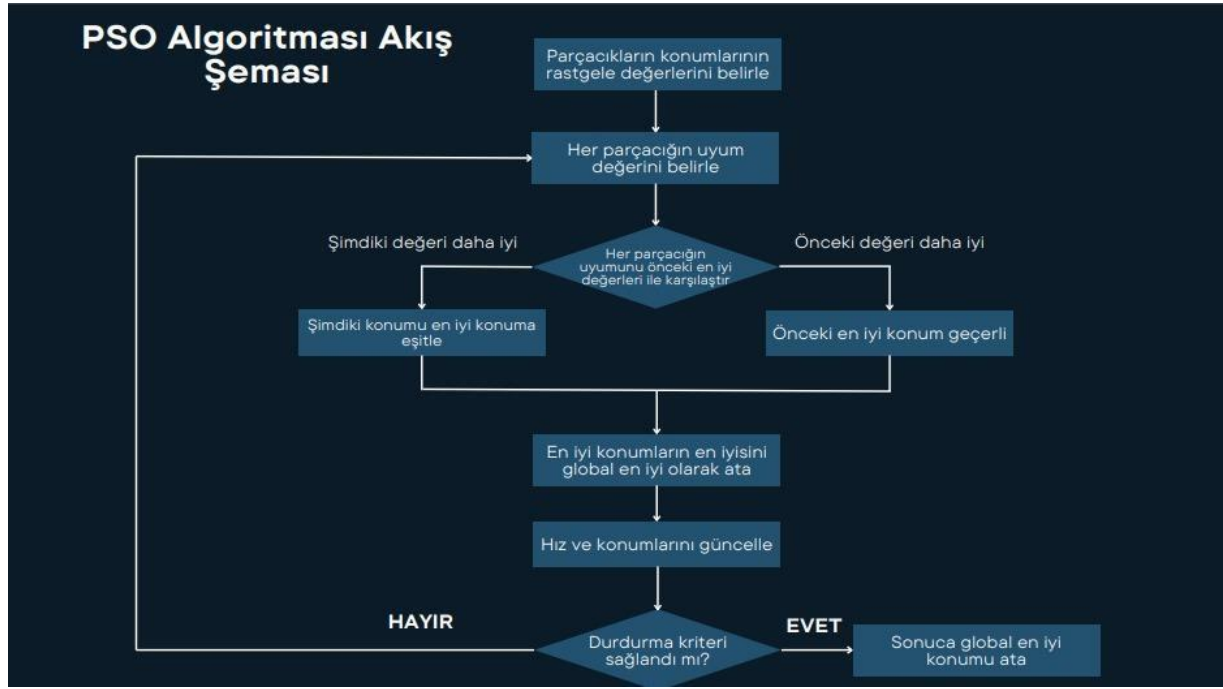 PSO Algoritması Akış
Şeması
Parçacıkların konumlarının
rastgele değerlerini belirle
Her parçacığın uyum
değerini belirle
Şimdiki değeri daha iyi
Önceki değeri daha iyi
Her parçacığın
uyumunu önceki en iyi
değerleri ile karşılaştır
Şimdiki konumu en iyi konuma
eşitle
Önceki en iyi konum geçerli
En iyi konumların en iyisini
global en iyi olarak ata
Hız ve konumlarını güncelle
HAYIR
Durdurma kriteri
sağlandı mı?
EVET
Sonuca global en iyi
konumu ata